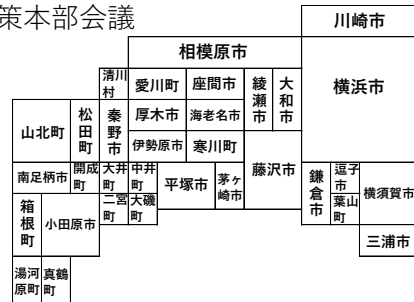 策本部会議
川崎市
相模原市
横浜市
清川村
愛川町
座間市
綾瀬市
大和市
山北町
松田町
秦野市
厚木市
海老名市
伊勢原市
寒川町
藤沢市
南足柄市
開成町
大井町
中井町
平塚市
茅ヶ崎市
鎌倉市
逗子市
横須賀市
箱根町
小田原市
二宮町
大磯町
葉山町
三浦市
湯河原町
真鶴町